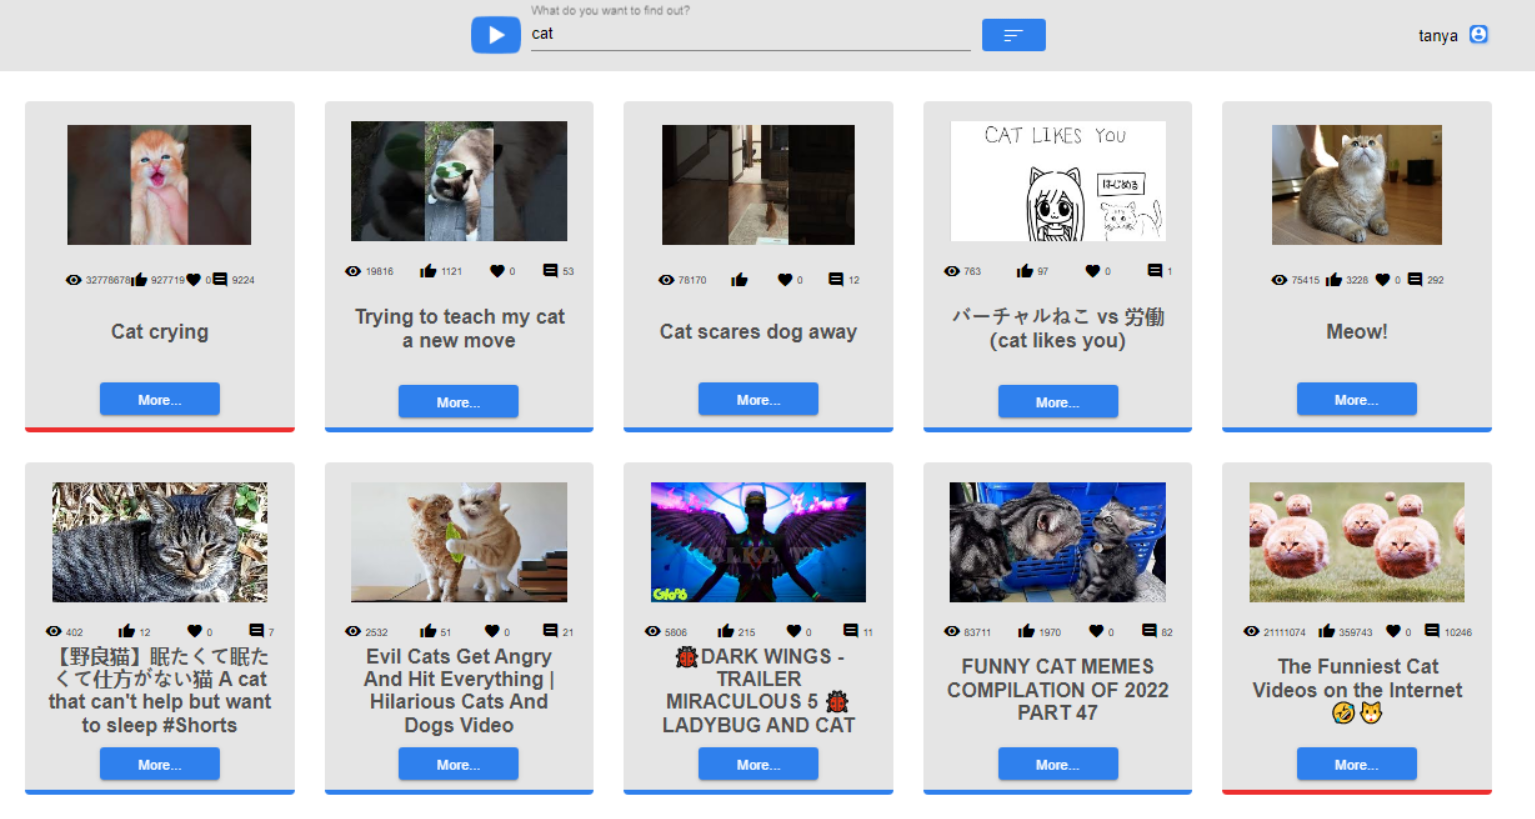 What do you want to find out?
cat
tanya
CAT LIKES YOU
はじめる
32778678 927719 0 9224
19816 1121 0 53
78170 0 12
763 97 0 1
75415 3228 0 292
Cat crying
Trying to teach my cat
a new move
Cat scares dog away
バーチャルねこ vs 労働
(cat likes you)
Meow!
More...
More...
More...
More...
More...
Gloob
402 12 0 7
2532 51 0 21
5806 215 0 11
83711 1970 0 82
21111074 359743 0 10246
【野良猫】眠たくて眠た
くて仕方がない猫 A cat
that can't help but want
to sleep #Shorts
Evil Cats Get Angry
And Hit Everything |
Hilarious Cats And
Dogs Video
🐞DARK WINGS -
TRAILER
MIRACULOUS 5 🐞
LADYBUG AND CAT
FUNNY CAT MEMES
COMPILATION OF 2022
PART 47
The Funniest Cat
Videos on the Internet
🤣😼
More...
More...
More...
More...
More...